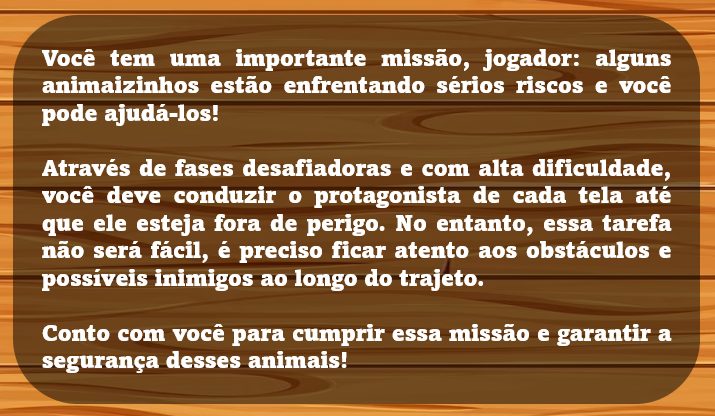 Você tem uma importante missão, jogador: alguns
animaizinhos estão enfrentando sérios riscos e você
pode ajudá-los!
Através de fases desafiadoras e com alta dificuldade,
você deve conduzir o protagonista de cada tela até
que ele esteja fora de perigo. No entanto, essa tarefa
não será fácil, é preciso ficar atento aos obstáculos e
possíveis inimigos ao longo do trajeto.
Conto com você para cumprir essa missão e garantir a
segurança desses animais!